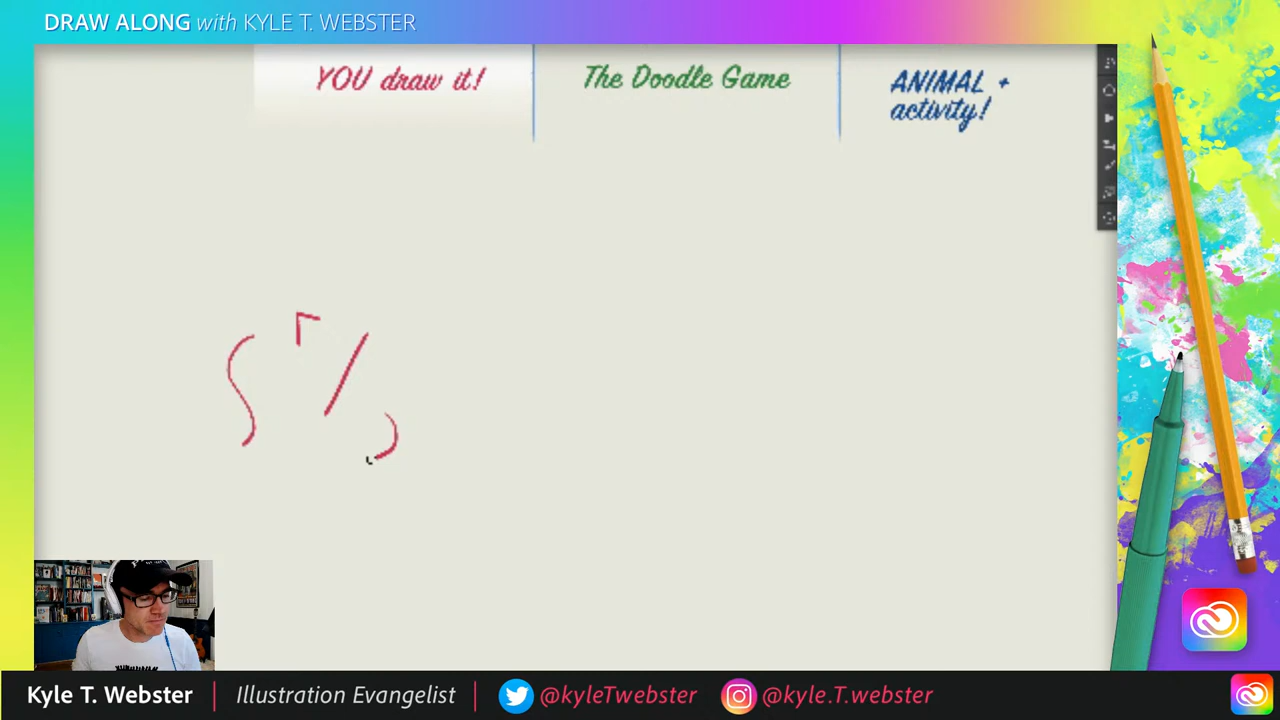 DRAW ALONG with KYLE T. WEBSTER
YOU draw it!
The Doodle Game
ANIMAL +
activity!
Kyle T. Webster | Illustration Evangelist | @kyleTwebster @kyle.T.webster